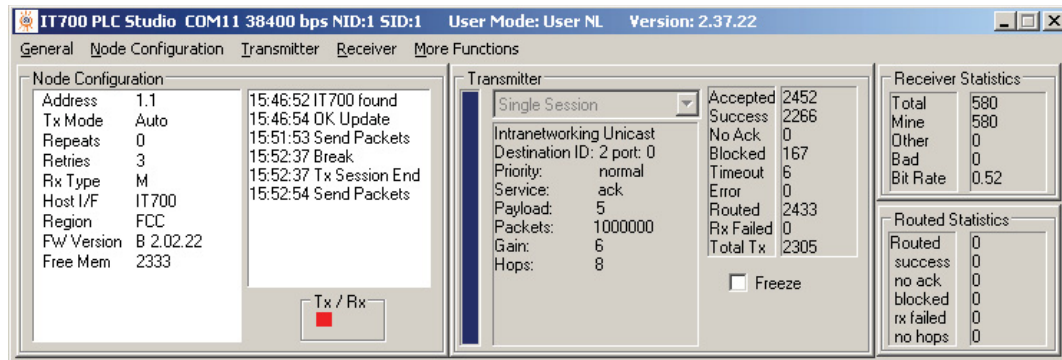 IT700 PLC Studio COM11 38400 bps NID:1 SID:1 User Mode: User NL Version: 2.37.22
General Node Configuration Transmitter Receiver More Functions
Node Configuration
Address 1.1
Tx Mode Auto
Repeats 0
Retries 3
Rx Type M
Host I/F IT700
Region FCC
FW Version B 2.02.22
Free Mem 2333
15:46:52 IT700 found
15:46:54 OK Update
15:51:53 Send Packets
15:52:37 Break
15:52:37 Tx Session End
15:52:54 Send Packets
Tx / Rx
Transmitter
Single Session
Intranetworking Unicast
Destination ID: 2 port: 0
Priority: normal
Service: ack
Payload: 5
Packets: 1000000
Gain: 6
Hops: 8
Accepted 2452
Success 2266
No Ack 0
Blocked 167
Timeout 6
Error 0
Routed 2433
Rx Failed 0
Total Tx 2305
Freeze
Receiver Statistics
Total 580
Mine 580
Other 0
Bad 0
Bit Rate 0.52
Routed Statistics
Routed 0
success 0
no ack 0
blocked 0
rx failed 0
no hops 0